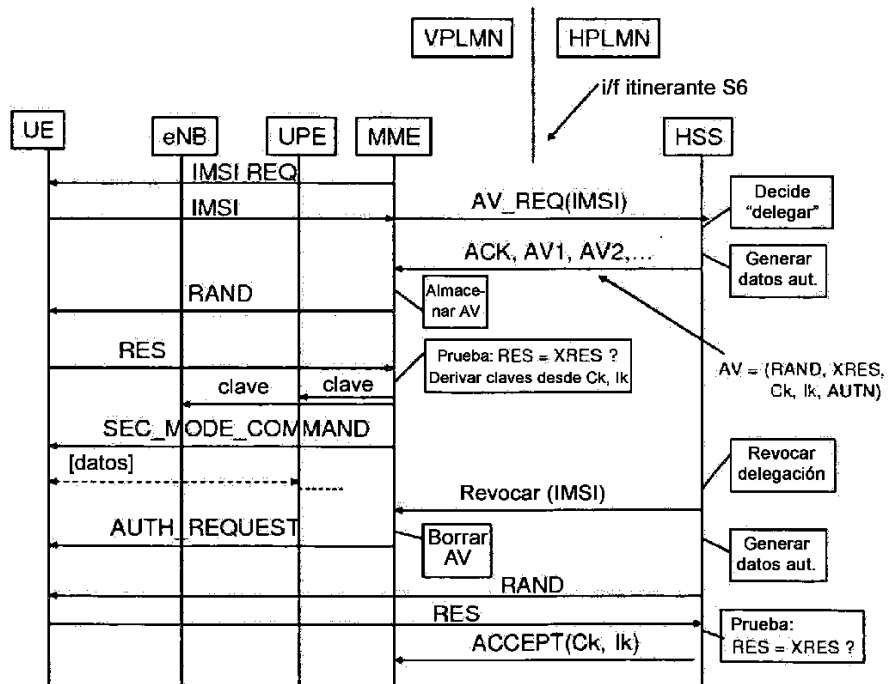 VPLMN
HPLMN
i/f itinerante S6
UE
eNB
UPE
MME
HSS
IMSI REQ
IMSI
AV_REQ(IMSI)
Decide
"delegar"
ACK, AV1, AV2,...
Generar
datos aut.
RAND
Almace-
nar AV
RES
Prueba: RES = XRES ?
Derivar claves desde Ck, Ik
AV = (RAND, XRES,
Ck, Ik, AUTN)
clave
clave
SEC_MODE_COMMAND
[datos]
Revocar
delegación
Revocar (IMSI)
AUTH_REQUEST
Borrar
AV
Generar
datos aut.
RAND
RES
Prueba:
RES = XRES ?
ACCEPT(Ck, Ik)